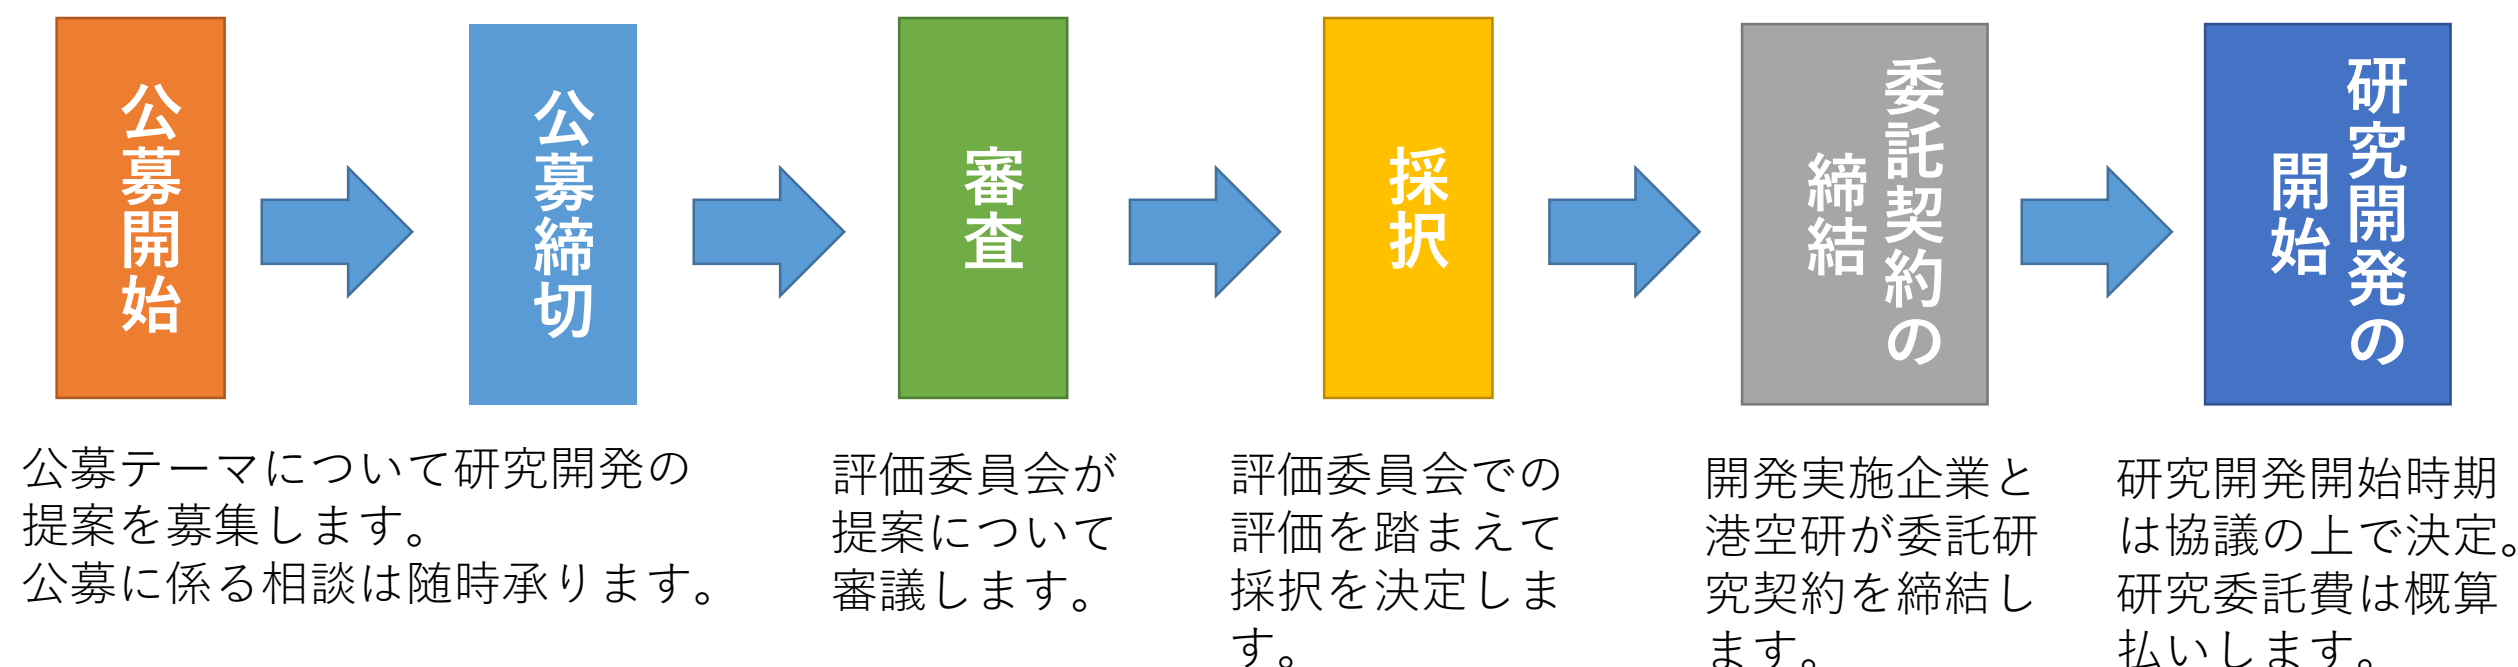 公募開始
公募締切
審査
採択
委託契約の
締結
研究開発の
開始
公募テーマについて研究開発の
提案を募集します。
公募に係る相談は随時承ります。
評価委員会が
提案について
審議します。
評価委員会での
評価を踏まえて
採択を決定しま
す。
開発実施企業と
港空研が委託研
究契約を締結し
ます。
研究開発開始時期
は協議の上で決定。
研究委託費は概算
払いします。